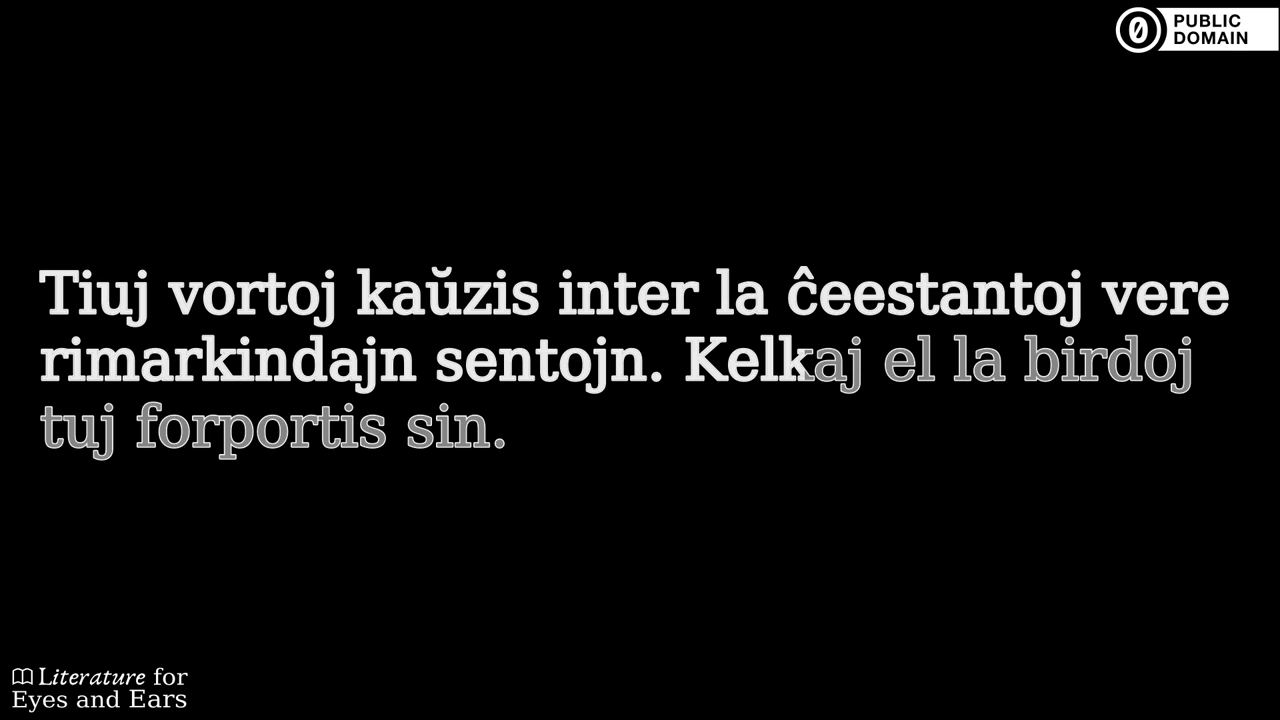 PUBLIC
DOMAIN
Tiuj vortoj kaŭzis inter la ĉeestantoj vere
rimarkindajn sentojn. Kelkaj el la birdoj
tuj forportis sin.
Literature for
Eyes and Ears